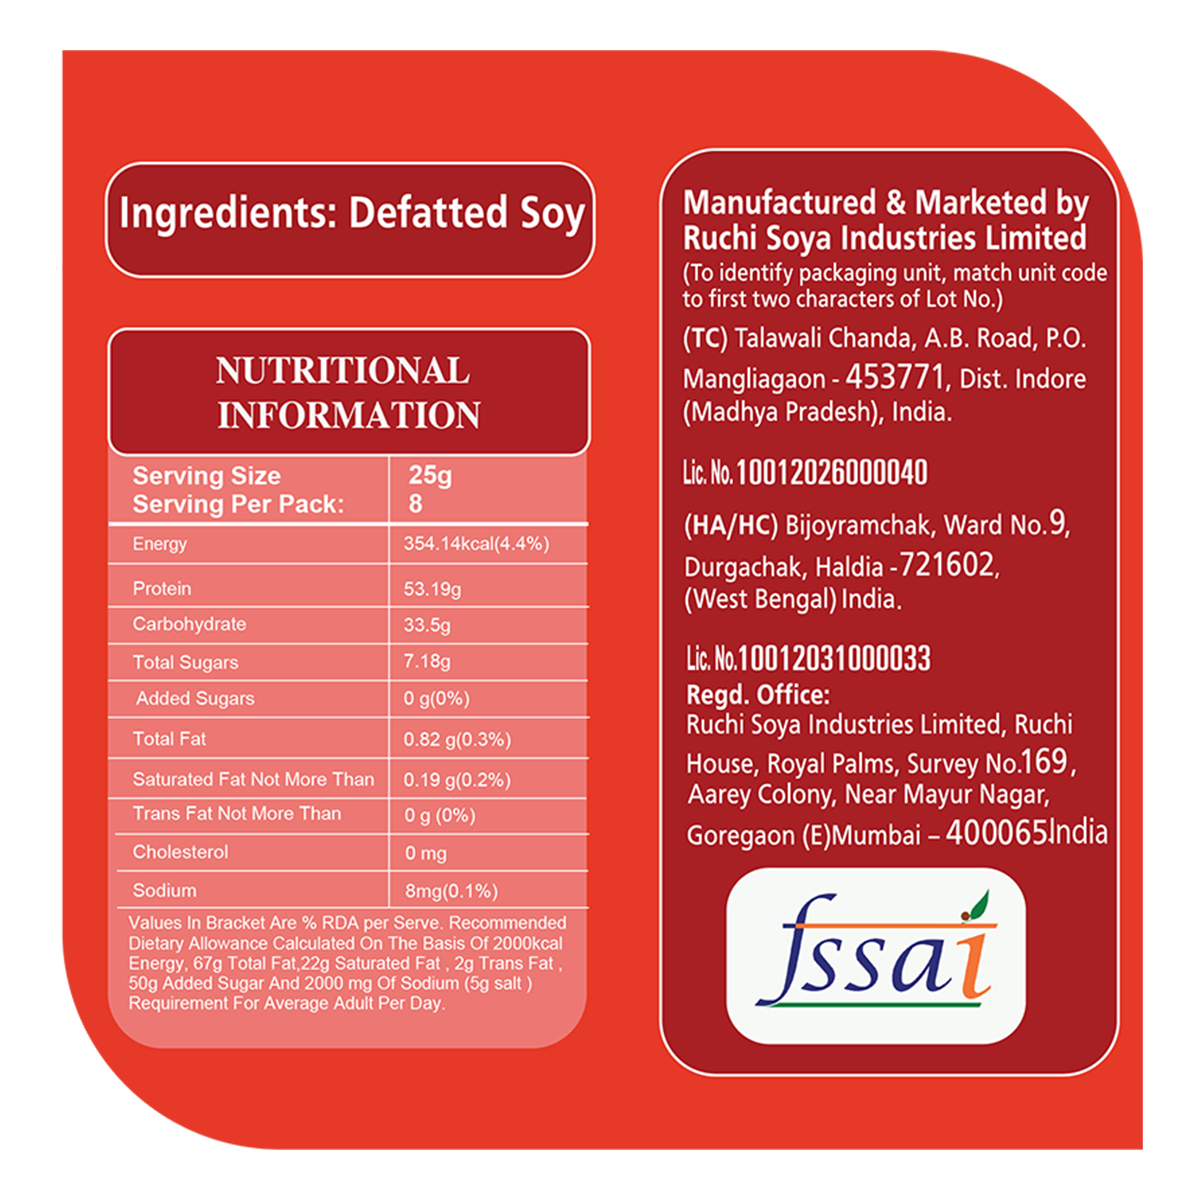 Ingredients: Defatted Soy
NUTRITIONAL
INFORMATION
Serving Size 25g
Serving Per Pack: 8
Energy 354.14kcal(4.4%)
Protein 53.19g
Carbohydrate 33.5g
Total Sugars 7.18g
Added Sugars 0 g(0%)
Total Fat 0.82 g(0.3%)
Saturated Fat Not More Than 0.19 g(0.2%)
Trans Fat Not More Than 0 g (0%)
Cholesterol 0 mg
Sodium 8mg(0.1%)
Values In Bracket Are % RDA per Serve. Recommended
Dietary Allowance Calculated On The Basis Of 2000kcal
Energy, 67g Total Fat,22g Saturated Fat , 2g Trans Fat ,
50g Added Sugar And 2000 mg Of Sodium (5g salt )
Requirement For Average Adult Per Day.
Manufactured & Marketed by
Ruchi Soya Industries Limited
(To identify packaging unit, match unit code
to first two characters of Lot No.)
(TC) Talawali Chanda, A.B. Road, P.O.
Mangliagaon - 453771, Dist. Indore
(Madhya Pradesh), India.
Lic. No. 10012026000040
(HA/HC) Bijoyramchak, Ward No.9,
Durgachak, Haldia -721602,
(West Bengal) India.
Lic. No.10012031000033
Regd. Office:
Ruchi Soya Industries Limited, Ruchi
House, Royal Palms, Survey No.169,
Aarey Colony, Near Mayur Nagar,
Goregaon (E)Mumbai – 400065.India
fssai